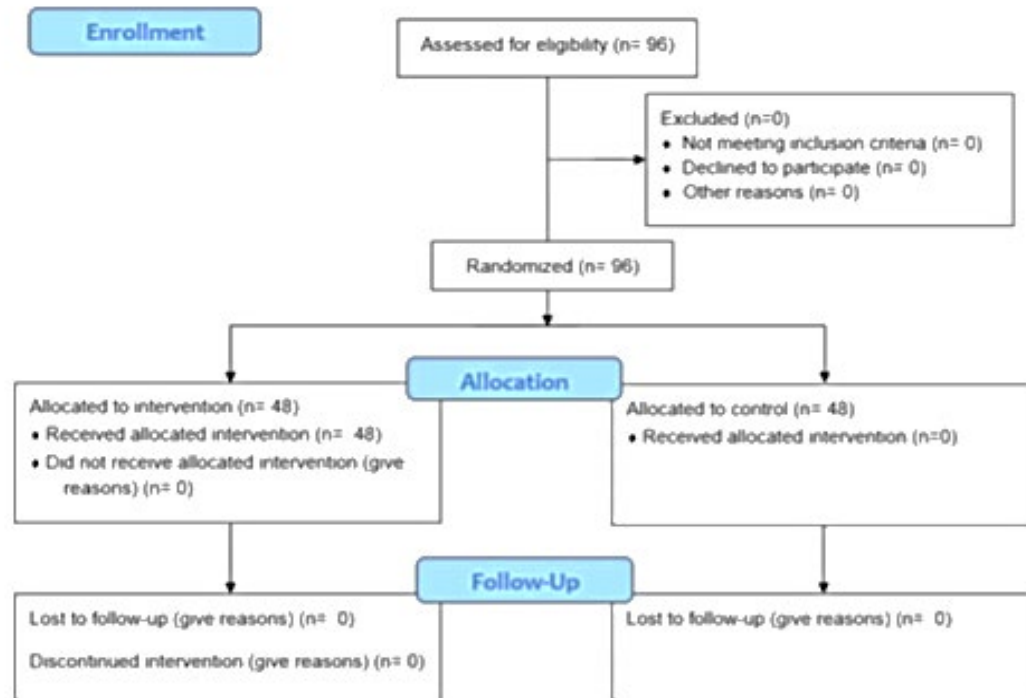 Enrollment
Assessed for eligibility (n= 96)
Excluded (n=0)
• Not meeting inclusion criteria (n= 0)
• Declined to participate (n= 0)
• Other reasons (n= 0)
Randomized (n= 96)
Allocation
Allocated to intervention (n= 48)
• Received allocated intervention (n= 48)
• Did not receive allocated intervention (give
reasons) (n= 0)
Allocated to control (n= 48)
• Received allocated intervention (n=0)
Follow-Up
Lost to follow-up (give reasons) (n= 0)
Discontinued intervention (give reasons) (n= 0)
Lost to follow-up (give reasons) (n= 0)